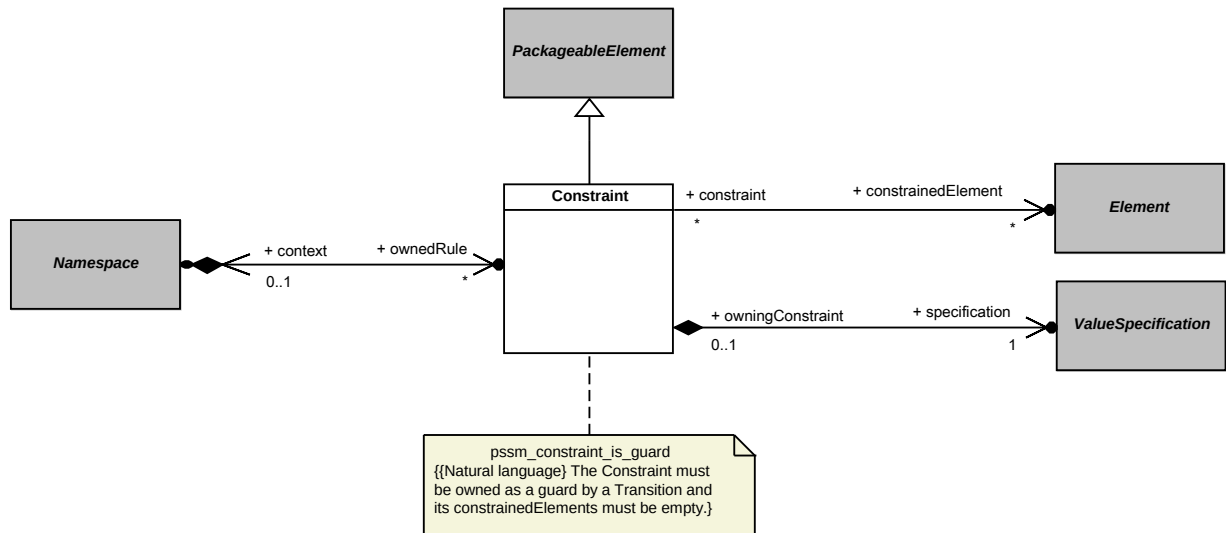 PackageableElement
Constraint
+ constraint
+ constrainedElement
*
*
Element
Namespace
+ context
+ ownedRule
0..1
*
+ owningConstraint
+ specification
0..1
1
ValueSpecification
pssm_constraint_is_guard
{{Natural language} The Constraint must
be owned as a guard by a Transition and
its constrainedElements must be empty.}